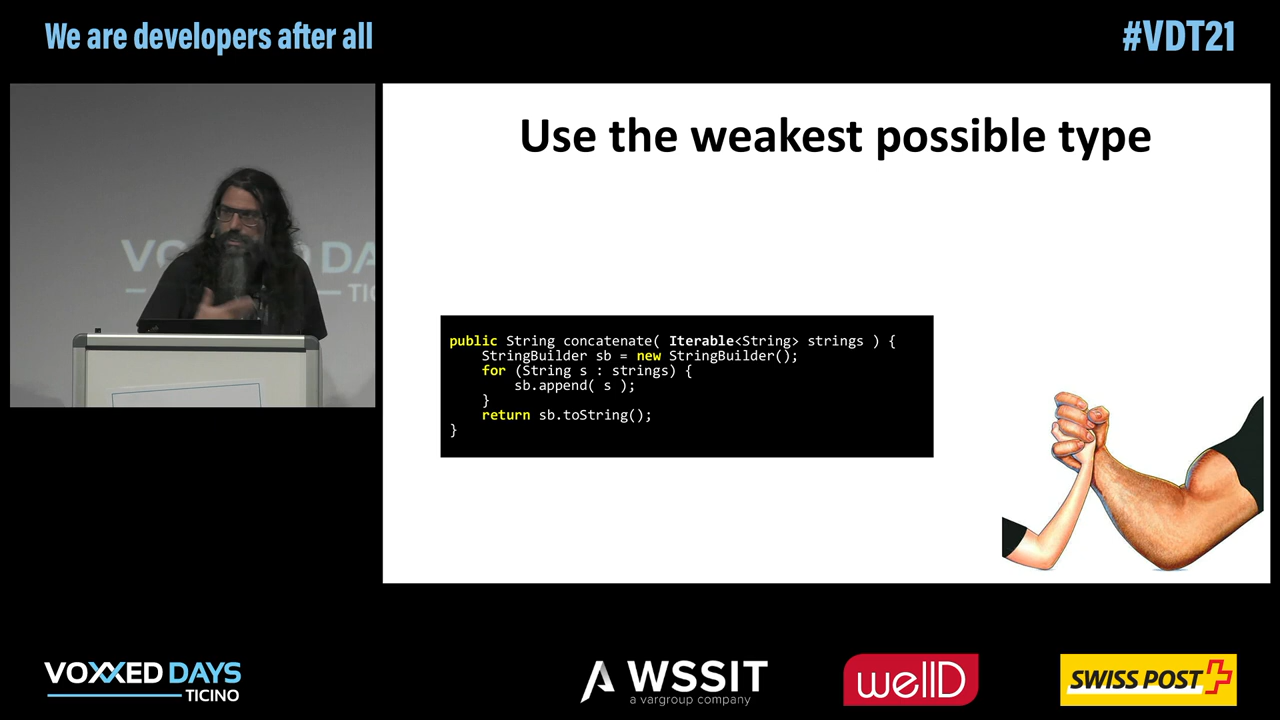 We are developers after all
#VDT21
Use the weakest possible type
public String concatenate( Iterable<String> strings ) {
    StringBuilder sb = new StringBuilder();
    for (String s : strings) {
        sb.append( s );
    }
    return sb.toString();
}
VOXXED DAYS
TICINO
WSSIT
a vargroup company
wellD
SWISS POST